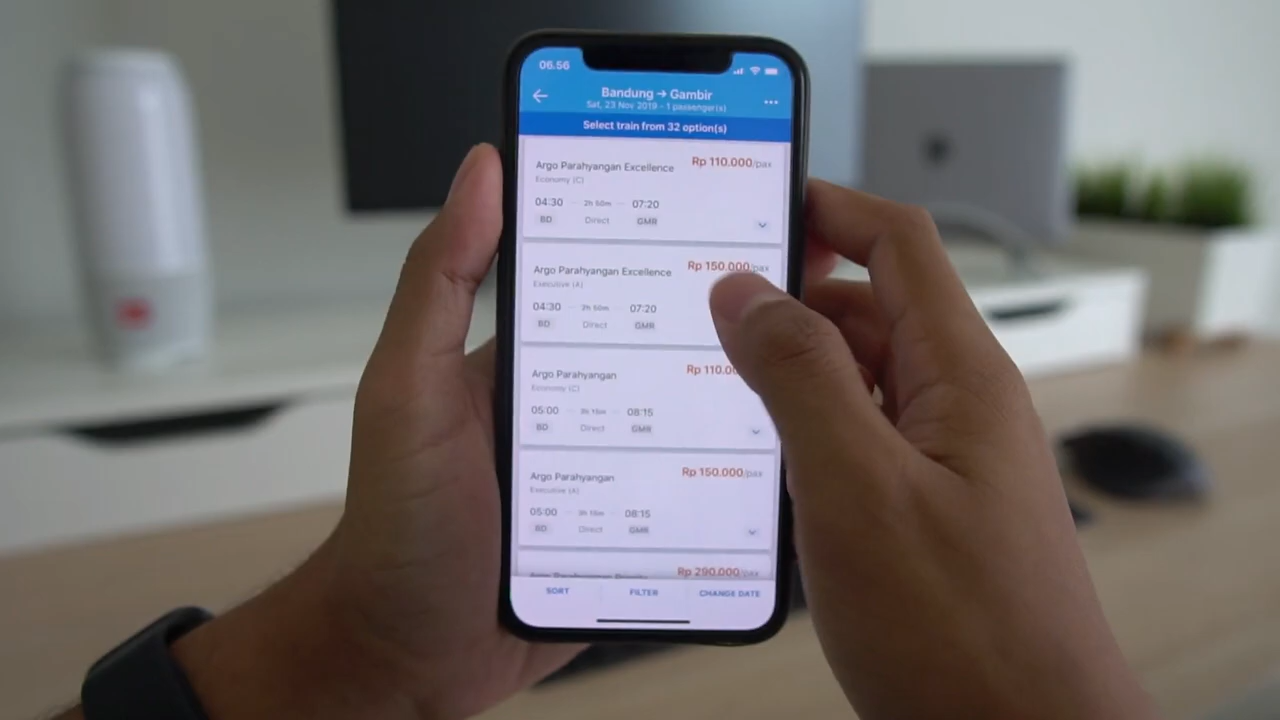 06.56
Bandung → Gambir
Sat, 23 Nov 2019 - 1 passenger(s)
Select train from 32 option(s)
Argo Parahyangan Excellence
Rp 110.000/pax
Economy (C)
04:30 2h 50m 07:20
BD Direct GMR
Argo Parahyangan Excellence
Rp 150.000/pax
Executive (A)
04:30 2h 50m 07:20
BD Direct GMR
Argo Parahyangan
Rp 110.00
Economy (C)
05:00 3h 15m 08:15
BD Direct GMR
Argo Parahyangan
Rp 150.000/pax
Executive (A)
05:00 3h 15m 08:15
BD Direct GMR
Rp 290.000/pax
SORT FILTER CHANGE DATE